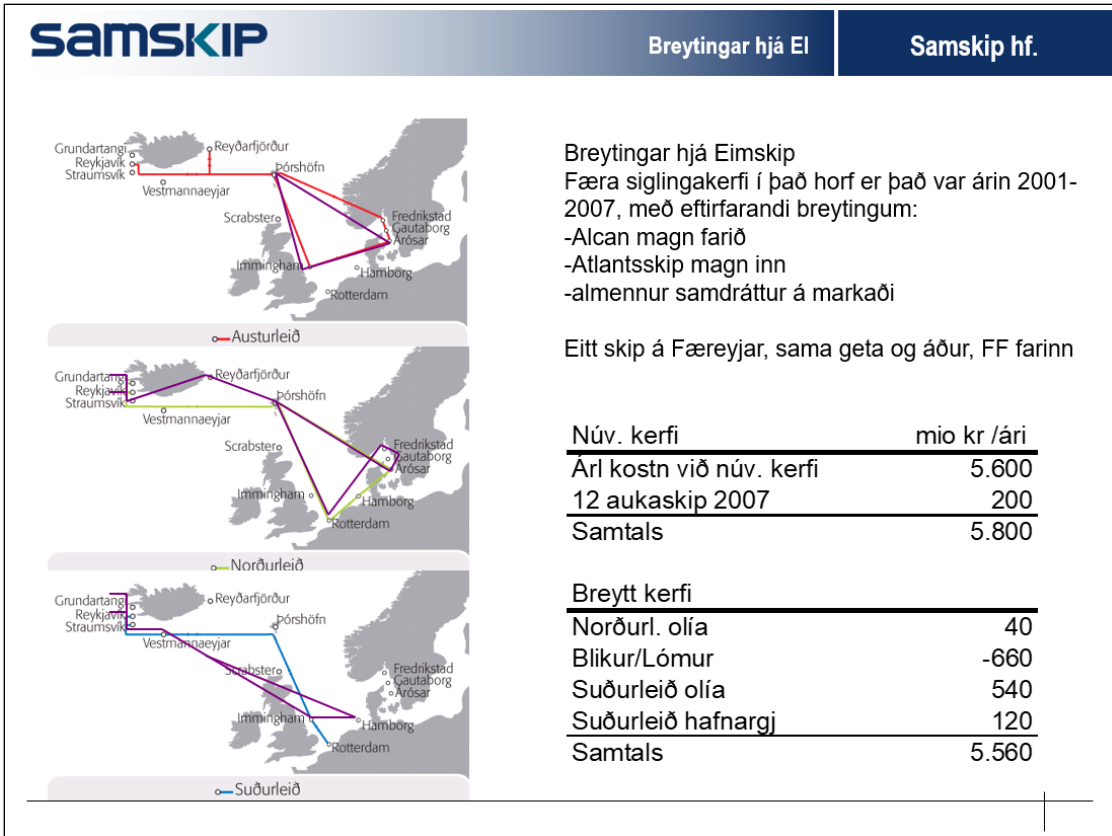 SAMSKIP
Breytingar hjá EI
Samskip hf.
Grundartangi
Reykjavík
Straumsvík
Reyðarfjörður
Vestmannaeyjar
Þórshöfn
Scrabster
Fredrikstad
Gautaborg
Árósar
Immingham
Hamborg
Rotterdam
Austurleið
Grundartangi
Reykjavík
Straumsvík
Reyðarfjörður
Vestmannaeyjar
Þórshöfn
Scrabster
Fredrikstad
Gautaborg
Árósar
Immingham
Hamborg
Rotterdam
Norðurleið
Grundartangi
Reykjavík
Straumsvík
Reyðarfjörður
Vestmannaeyjar
Þórshöfn
Scrabster
Fredrikstad
Gautaborg
Árósar
Immingham
Hamborg
Rotterdam
Suðurleið
Breytingar hjá Eimskip
Færa siglingakerfi í það horf er það var árin 2001-
2007, með eftirfarandi breytingum:
-Alcan magn farið
-Atlantsskip magn inn
-almennur samdráttur á markaði
Eitt skip á Færeyjar, sama geta og áður, FF farinn
Núv. kerfi mio kr /ári
Árl kostn við núv. kerfi 5.600
12 aukaskip 2007 200
Samtals 5.800
Breytt kerfi
Norðurl. olía 40
Blikur/Lómur -660
Suðurleið olía 540
Suðurleið hafnargj 120
Samtals 5.560